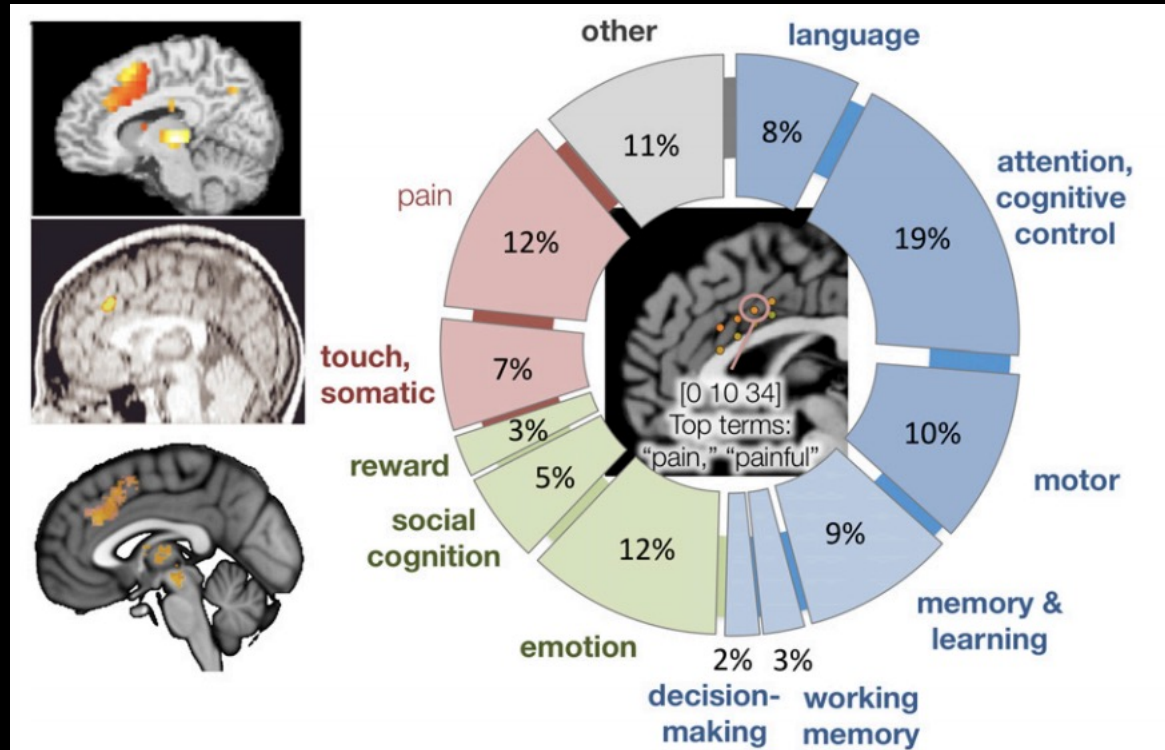 other
language
8%
attention,
cognitive
control
19%
10%
motor
9%
memory &
learning
3%
working
memory
2%
decision-
making
12%
emotion
5%
social
cognition
3%
reward
7%
touch,
somatic
12%
pain
11%
[0 10 34]
Top terms:
“pain,” “painful”